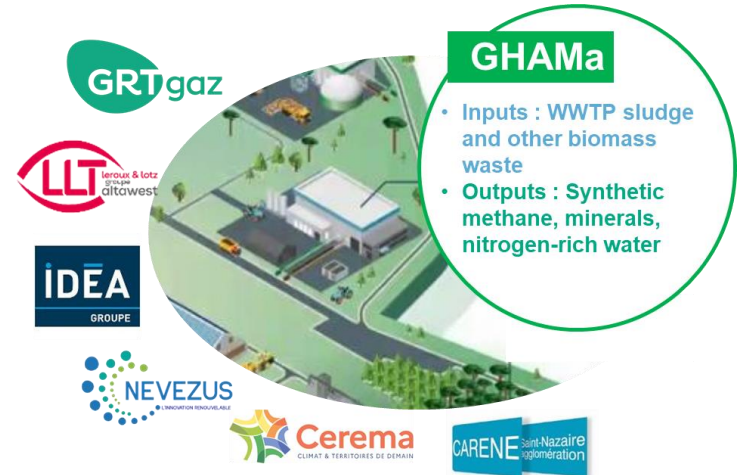 GRTgaz
GHAMa
• Inputs : WWTP sludge
and other biomass
waste
• Outputs : Synthetic
methane, minerals,
nitrogen-rich water
LLT
leroux & lotz
groupe
altawest
IDĒA
GROUPE
NEVEZUS
L'INNOVATION RENOUVELABLE
Cerema
CLIMAT & TERRITOIRES DE DEMAIN
CARENE
Saint-Nazaire
agglomération